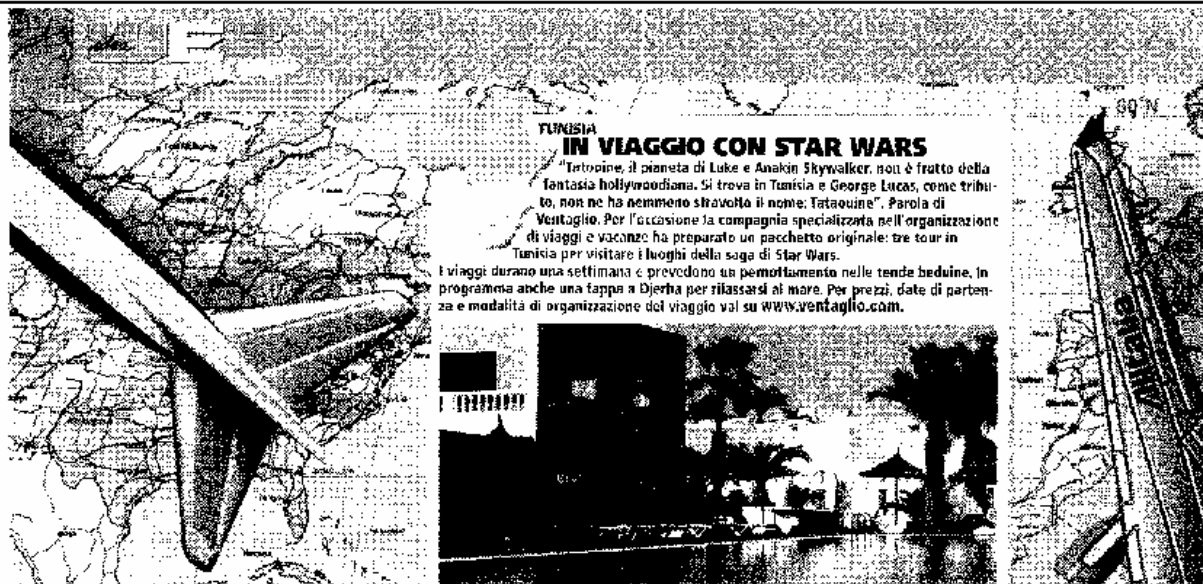 TUNISIA
IN VIAGGIO CON STAR WARS
"Tatooine, il pianeta di Luke e Anakin Skywalker, non è frutto della
fantasia hollywoodiana. Si trova in Tunisia e George Lucas, come tribu-
to, non ne ha nemmeno stravolto il nome: Tataouine". Parola di
Ventaglio. Per l'occasione la compagnia specializzata nell'organizzazione
di viaggi e vacanze ha preparato un pacchetto originale: tre tour in
Tunisia per visitare i luoghi della saga di Star Wars.
I viaggi durano una settimana e prevedono un pernottamento nelle tende beduine. In
programma anche una tappa a Djerba per rilassarsi al mare. Per prezzi, date di parten-
za e modalità di organizzazione del viaggio vai su www.ventaglio.com.
60°N
Alitalia